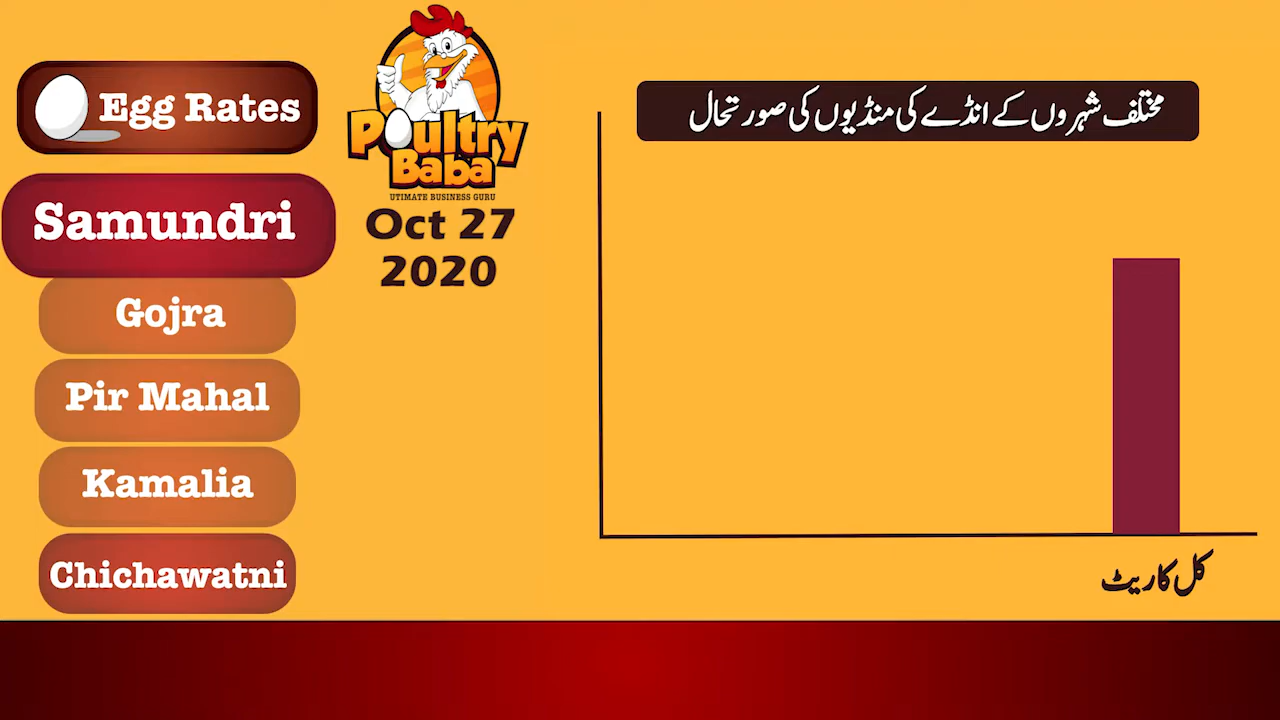 Egg Rates
Samundri
Gojra
Pir Mahal
Kamalia
Chichawatni
Poultry
Baba
UTIMATE BUSINESS GURU
Oct 27
2020
مختلف شہروں کے انڈے کی منڈیوں کی صورتحال
کل کا ریٹ